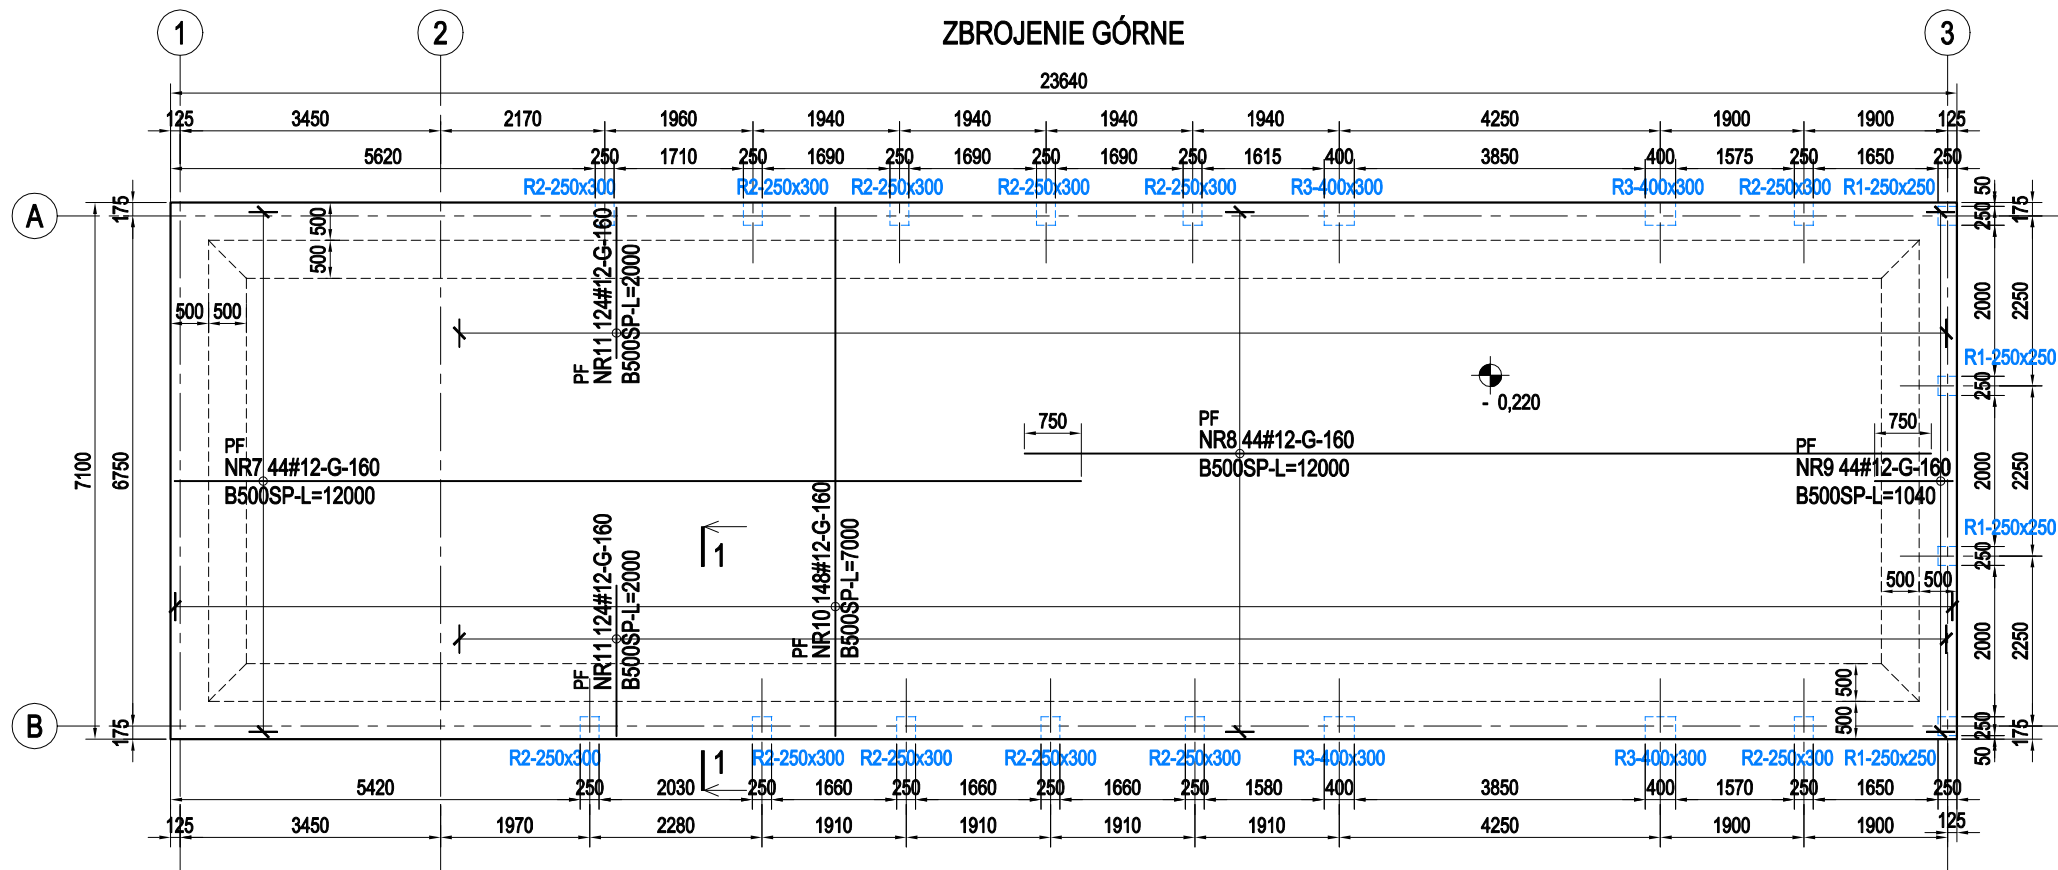 1
2
ZBROJENIE GÓRNE
3
23640
125 3450 2170 1960 1940 1940 1940 1940 4250 1900 1900 125
5620 250 1710 250 1690 250 1690 250 1690 250 1615 400 3850 400 1575 250 1650 250
R2-250x300 R2-250x300 R2-250x300 R2-250x300 R2-250x300 R3-400x300 R3-400x300 R2-250x300 R1-250x250
A
B
175
7100
6750
175
500
500
500 500
PF
NR11 124#12-G-160
B500SP-L=2000
- 0,220
PF
NR7 44#12-G-160
B500SP-L=12000
750
PF
NR8 44#12-G-160
B500SP-L=12000
750
PF
NR9 44#12-G-160
B500SP-L=1040
PF
NR11 124#12-G-160
B500SP-L=2000
PF
NR10 148#12-G-160
B500SP-L=7000
1
1
500 500
500
500
50
250
2000
250
2000
250
2000
250
50
175
2250
2250
2250
175
R1-250x250
R1-250x250
R2-250x300 R2-250x300 R2-250x300 R2-250x300 R2-250x300 R3-400x300 R3-400x300 R2-250x300 R1-250x250
5420 250 2030 250 1660 250 1660 250 1660 250 1580 400 3850 400 1570 250 1650 250
125 3450 1970 2280 1910 1910 1910 1910 4250 1900 1900 125